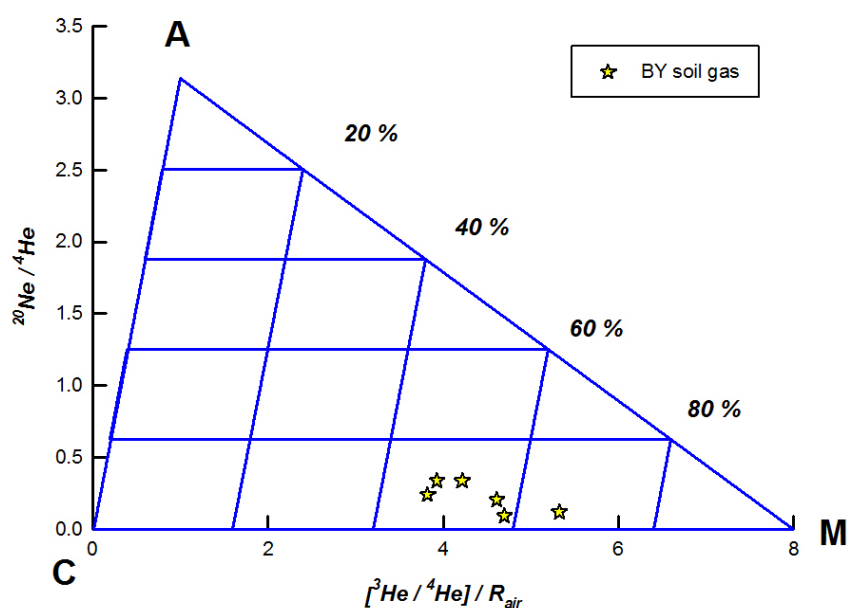 A
BY soil gas
20 %
40 %
60 %
80 %
3.5
3.0
2.5
2.0
1.5
1.0
0.5
0.0
²⁰Ne / ⁴He
0 2 4 6 8
C
M
[³He / ⁴He] / R_air